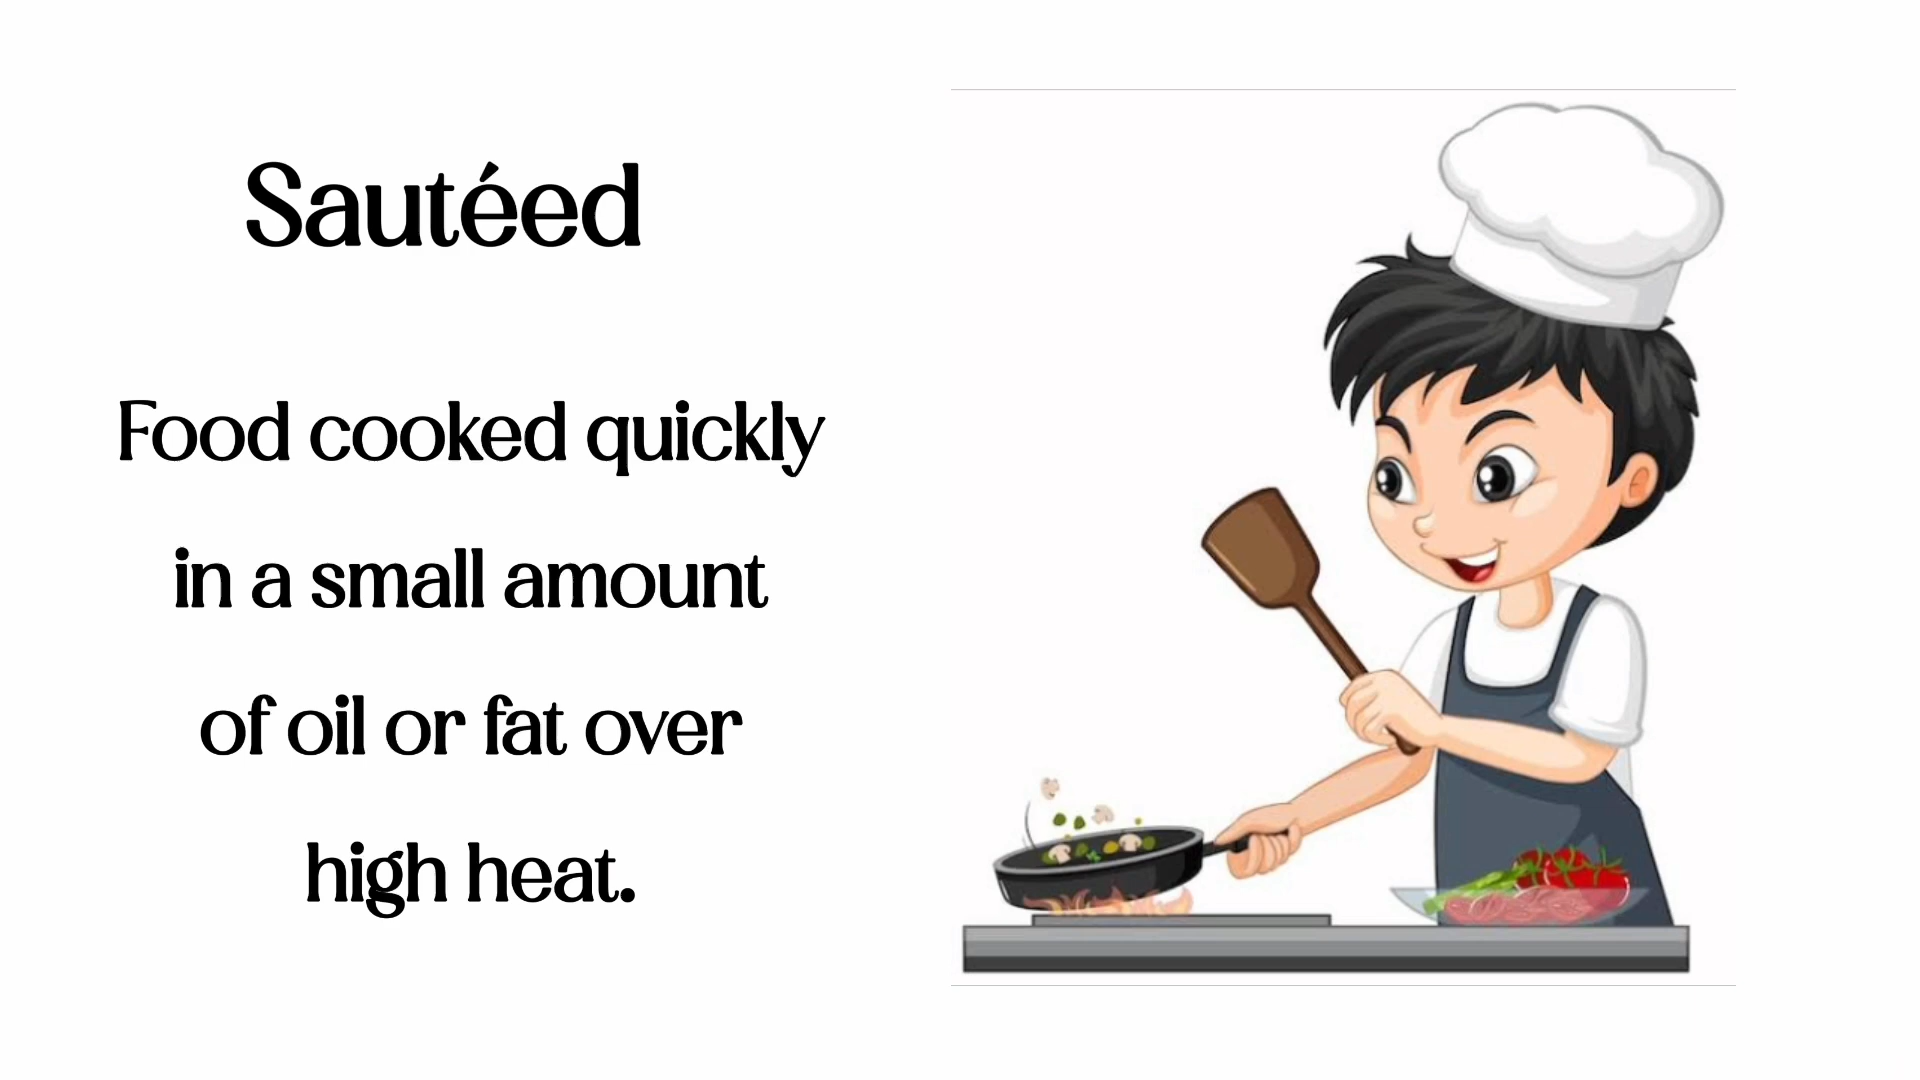 Sautéed
Food cooked quickly
in a small amount
of oil or fat over
high heat.